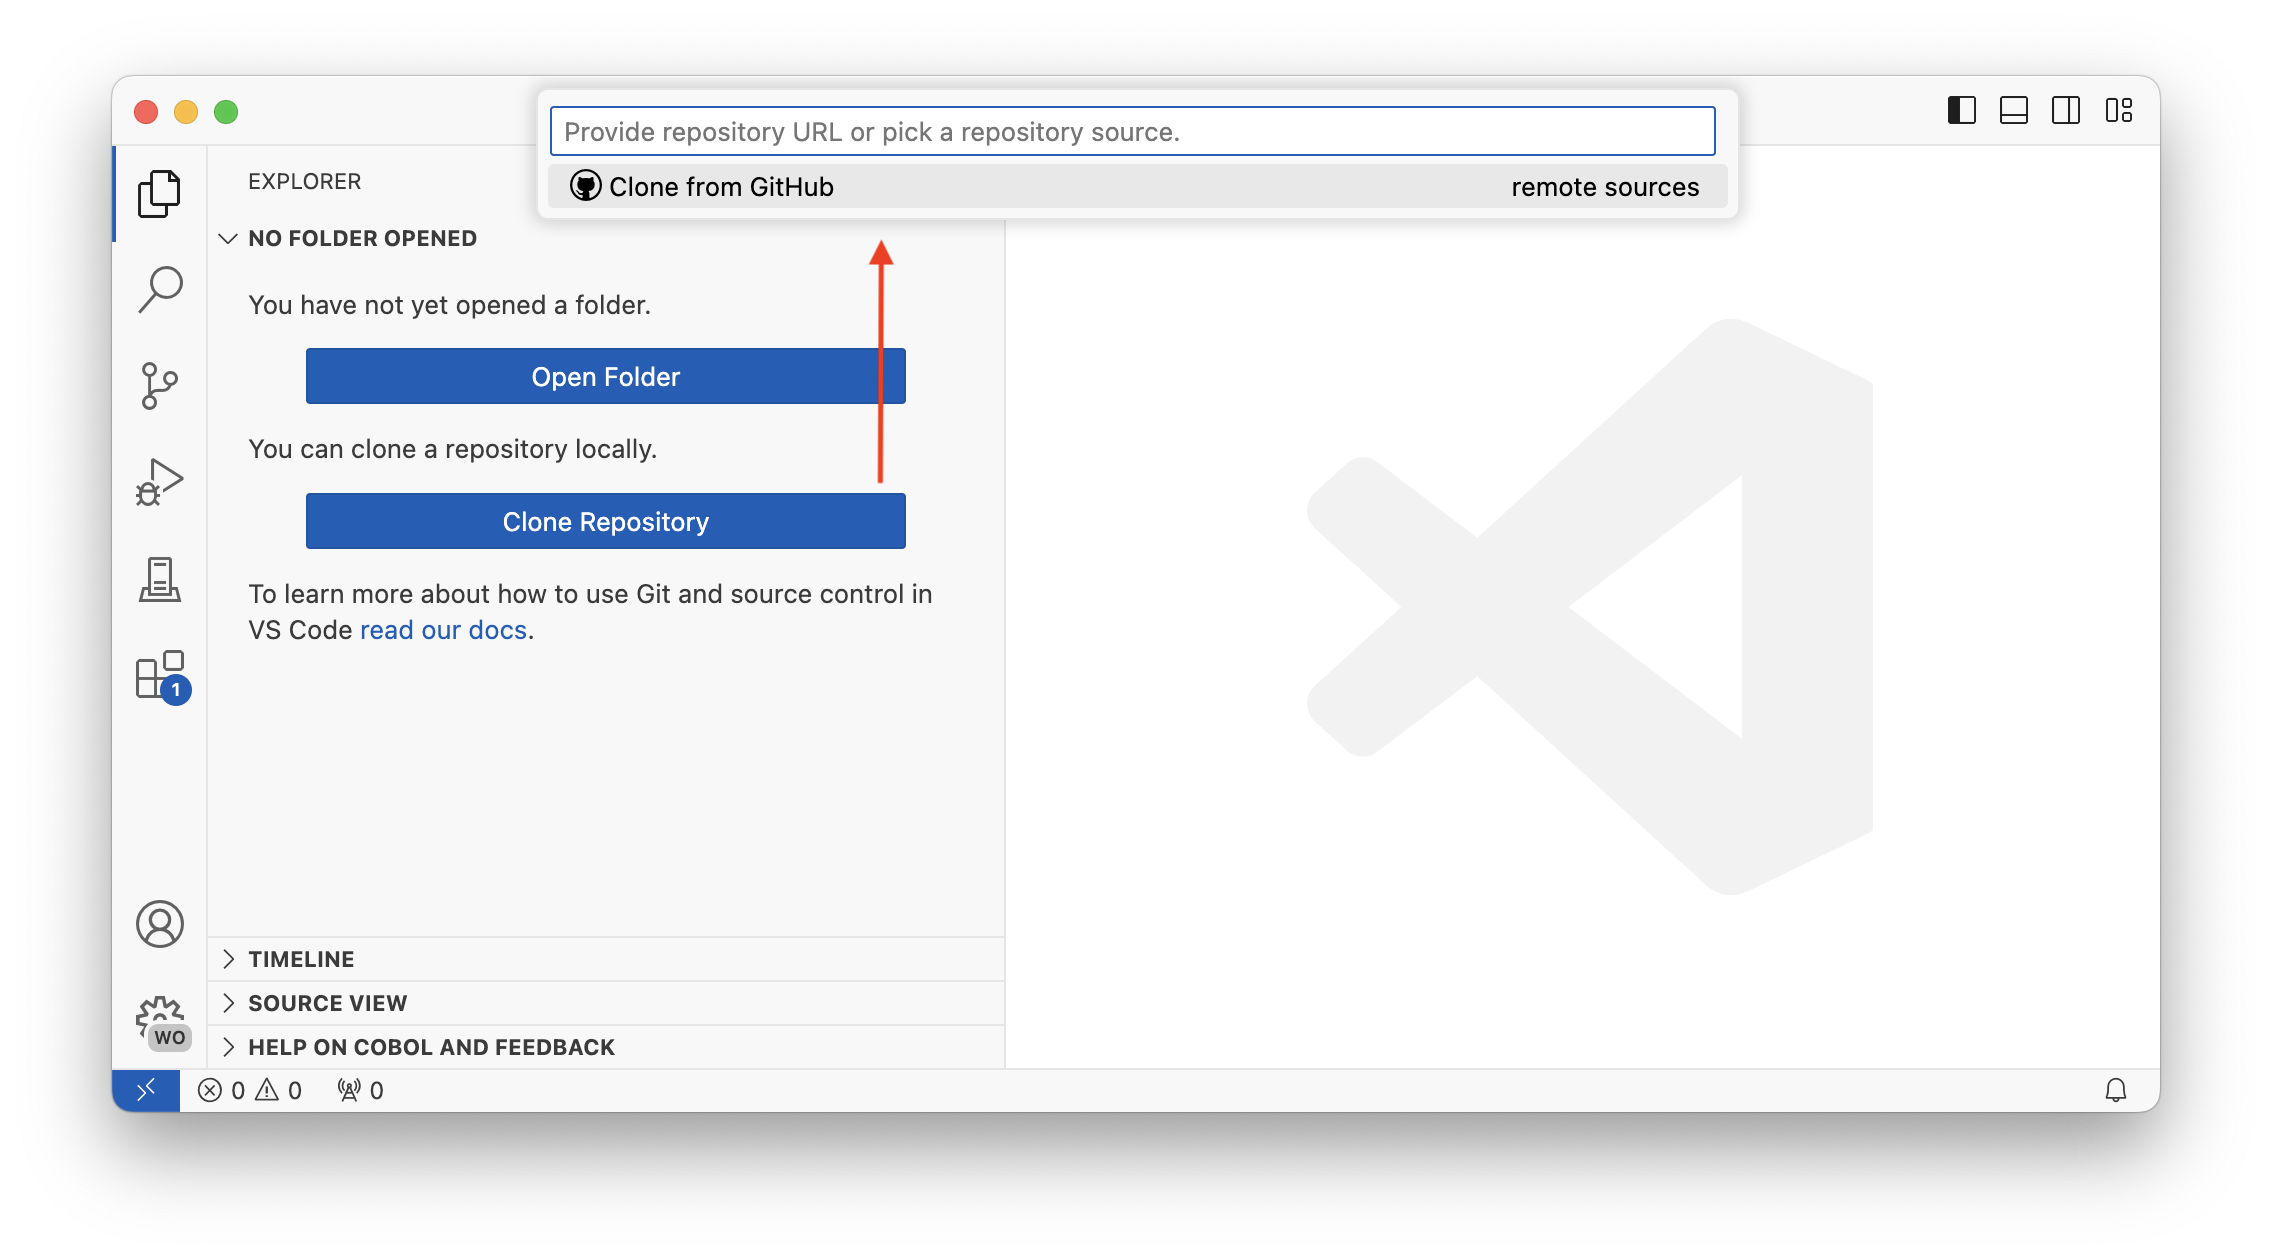 Provide repository URL or pick a repository source.
Clone from GitHub remote sources
EXPLORER
NO FOLDER OPENED
You have not yet opened a folder.
Open Folder
You can clone a repository locally.
Clone Repository
To learn more about how to use Git and source control in
VS Code read our docs.
1
TIMELINE
SOURCE VIEW
WO
HELP ON COBOL AND FEEDBACK
0 0 0